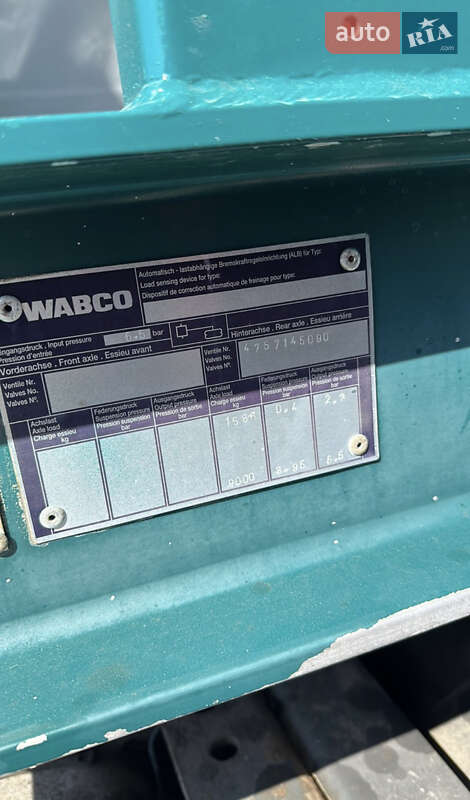 auto RIA .com
WABCO
Automatisch - lastabhängige Bremskraftregeleinrichtung (ALB) für Typ:
Load sensing device for type:
Dispositif de correction automatique de freinage pour type:
Eingangsdruck , Input pressure
Pression d'entrée
bar
Vorderachse . Front axle . Essieu avant
Ventile Nr.
Valves No.
Valves N°.
Hinterachse . Rear axle . Essieu arrière
Ventile Nr.
Valves No.
Valves N°.
4757145090
Achslast
Axle load
Charge essieu
kg
Federungsdruck
Suspension pressure
Pression suspension
bar
Ausgangsdruck
Output pressure
Pression de sortie
bar
Achslast
Axle load
Charge essieu
kg
Federungsdruck
Suspension pressure
Pression suspension
bar
Ausgangsdruck
Output pressure
Pression de sortie
bar
9000